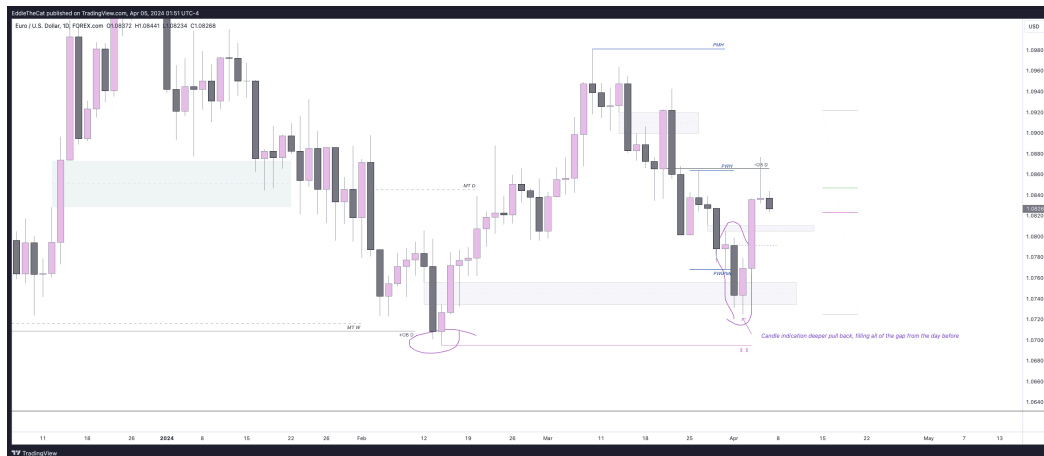 EddieTheCat published on TradingView.com, Apr 05, 2024 01:51 UTC-4
Euro / U.S. Dollar, 1D, FOREX.com O1.08372 H1.08441 L1.08234 C1.08268
USD
PMH
1.0980
1.0960
1.0940
1.0920
1.0900
1.0880
-OB D
PWH
1.0860
MT D
1.0840
1.0820
1.0800
1.0780
1.0760
1.0740
1.0720
MT W
+OB D
Candle indication deeper pull back, filling all of the gap from the day before
1.0700
$ $
1.0680
1.0660
1.0640
11 18 26 2024 8 15 22 26 Feb 12 19 26 Mar 11 18 25 Apr 8 15 22 May 7 13
TradingView